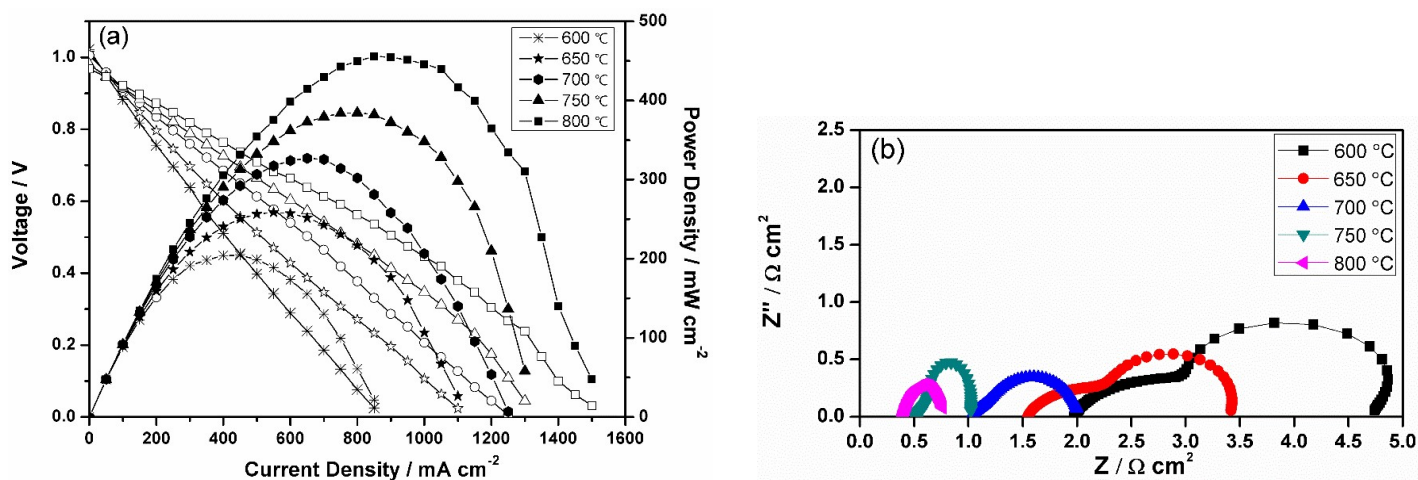 (a)
600 ℃
650 ℃
700 ℃
750 ℃
800 ℃
Voltage / V
1.0
0.8
0.6
0.4
0.2
0.0
500
400
300
200
100
0
Power Density / mW cm-2
0 200 400 600 800 1000 1200 1400 1600
Current Density / mA cm-2
(b)
600 °C
650 °C
700 °C
750 °C
800 °C
Z'' / Ω cm2
2.5
2.0
1.5
1.0
0.5
0.0
0.0 0.5 1.0 1.5 2.0 2.5 3.0 3.5 4.0 4.5 5.0
Z / Ω cm2